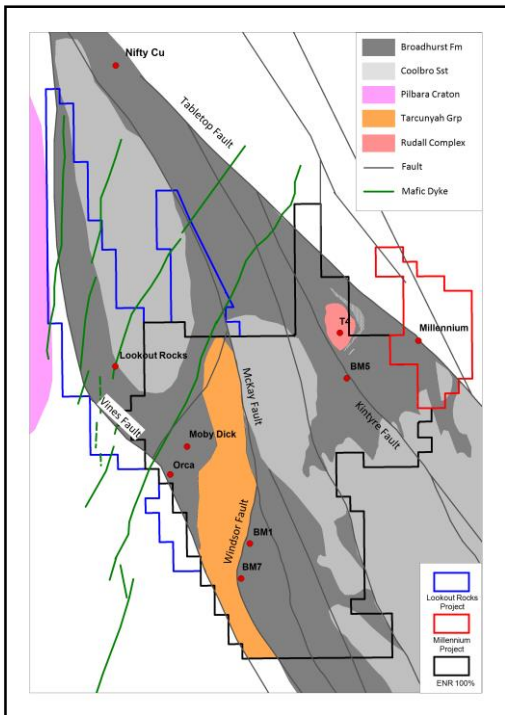 Nifty Cu
Broadhurst Fm
Coolbro Sst
Pilbara Craton
Tarcunyah Grp
Rudall Complex
Fault
Mafic Dyke
Tabletop Fault
T4
Millennium
Lookout Rocks
BM5
McKay Fault
Kintyre Fault
Vines Fault
Moby Dick
Orca
Windsor Fault
BM1
BM7
Lookout Rocks
Project
Millennium
Project
ENR 100%